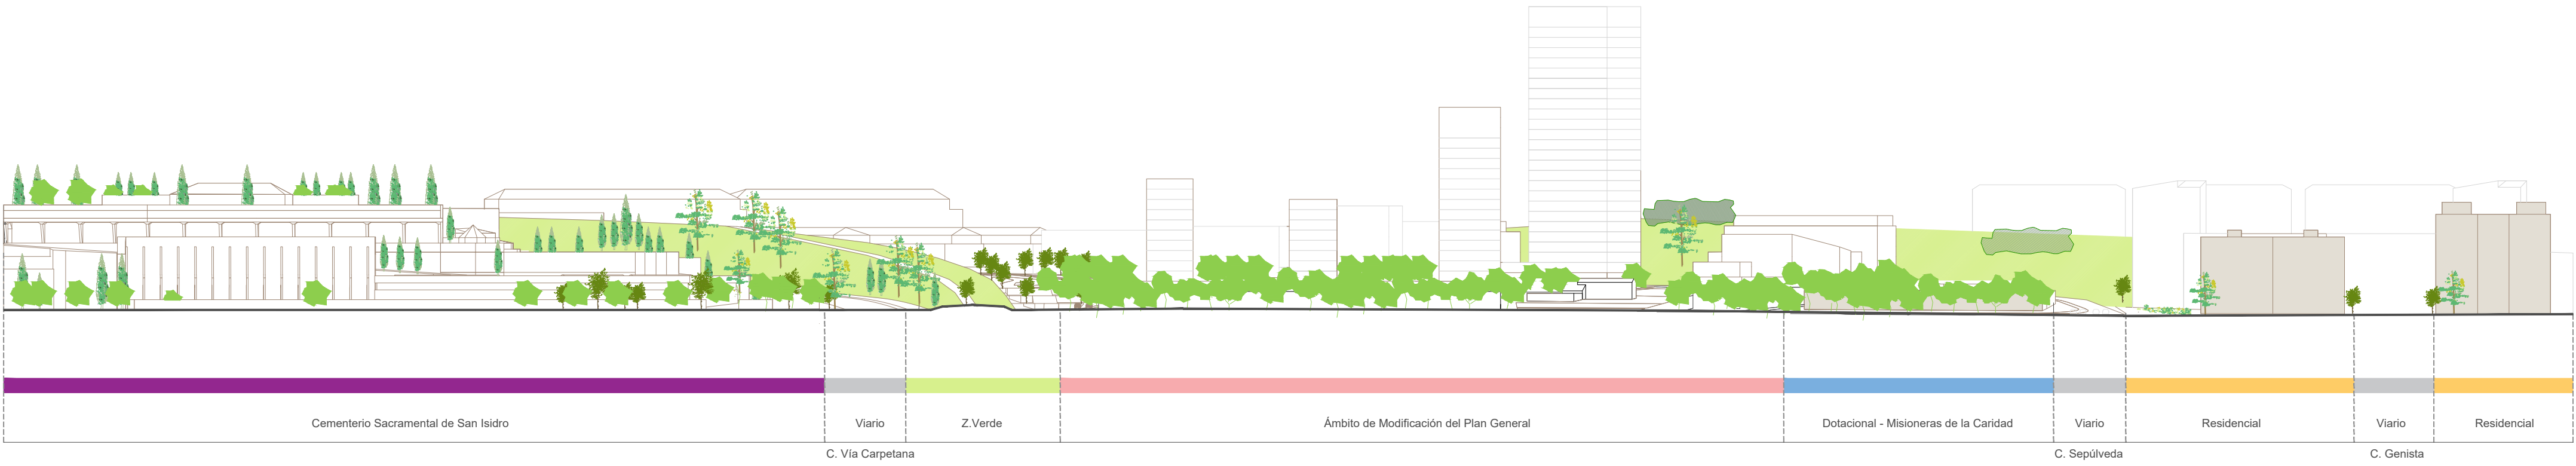 Cementerio Sacramental de San Isidro
Viario
Z.Verde
Ámbito de Modificación del Plan General
Dotacional - Misioneras de la Caridad
Viario
Residencial
Viario
Residencial
C. Vía Carpetana
C. Sepúlveda
C. Genista